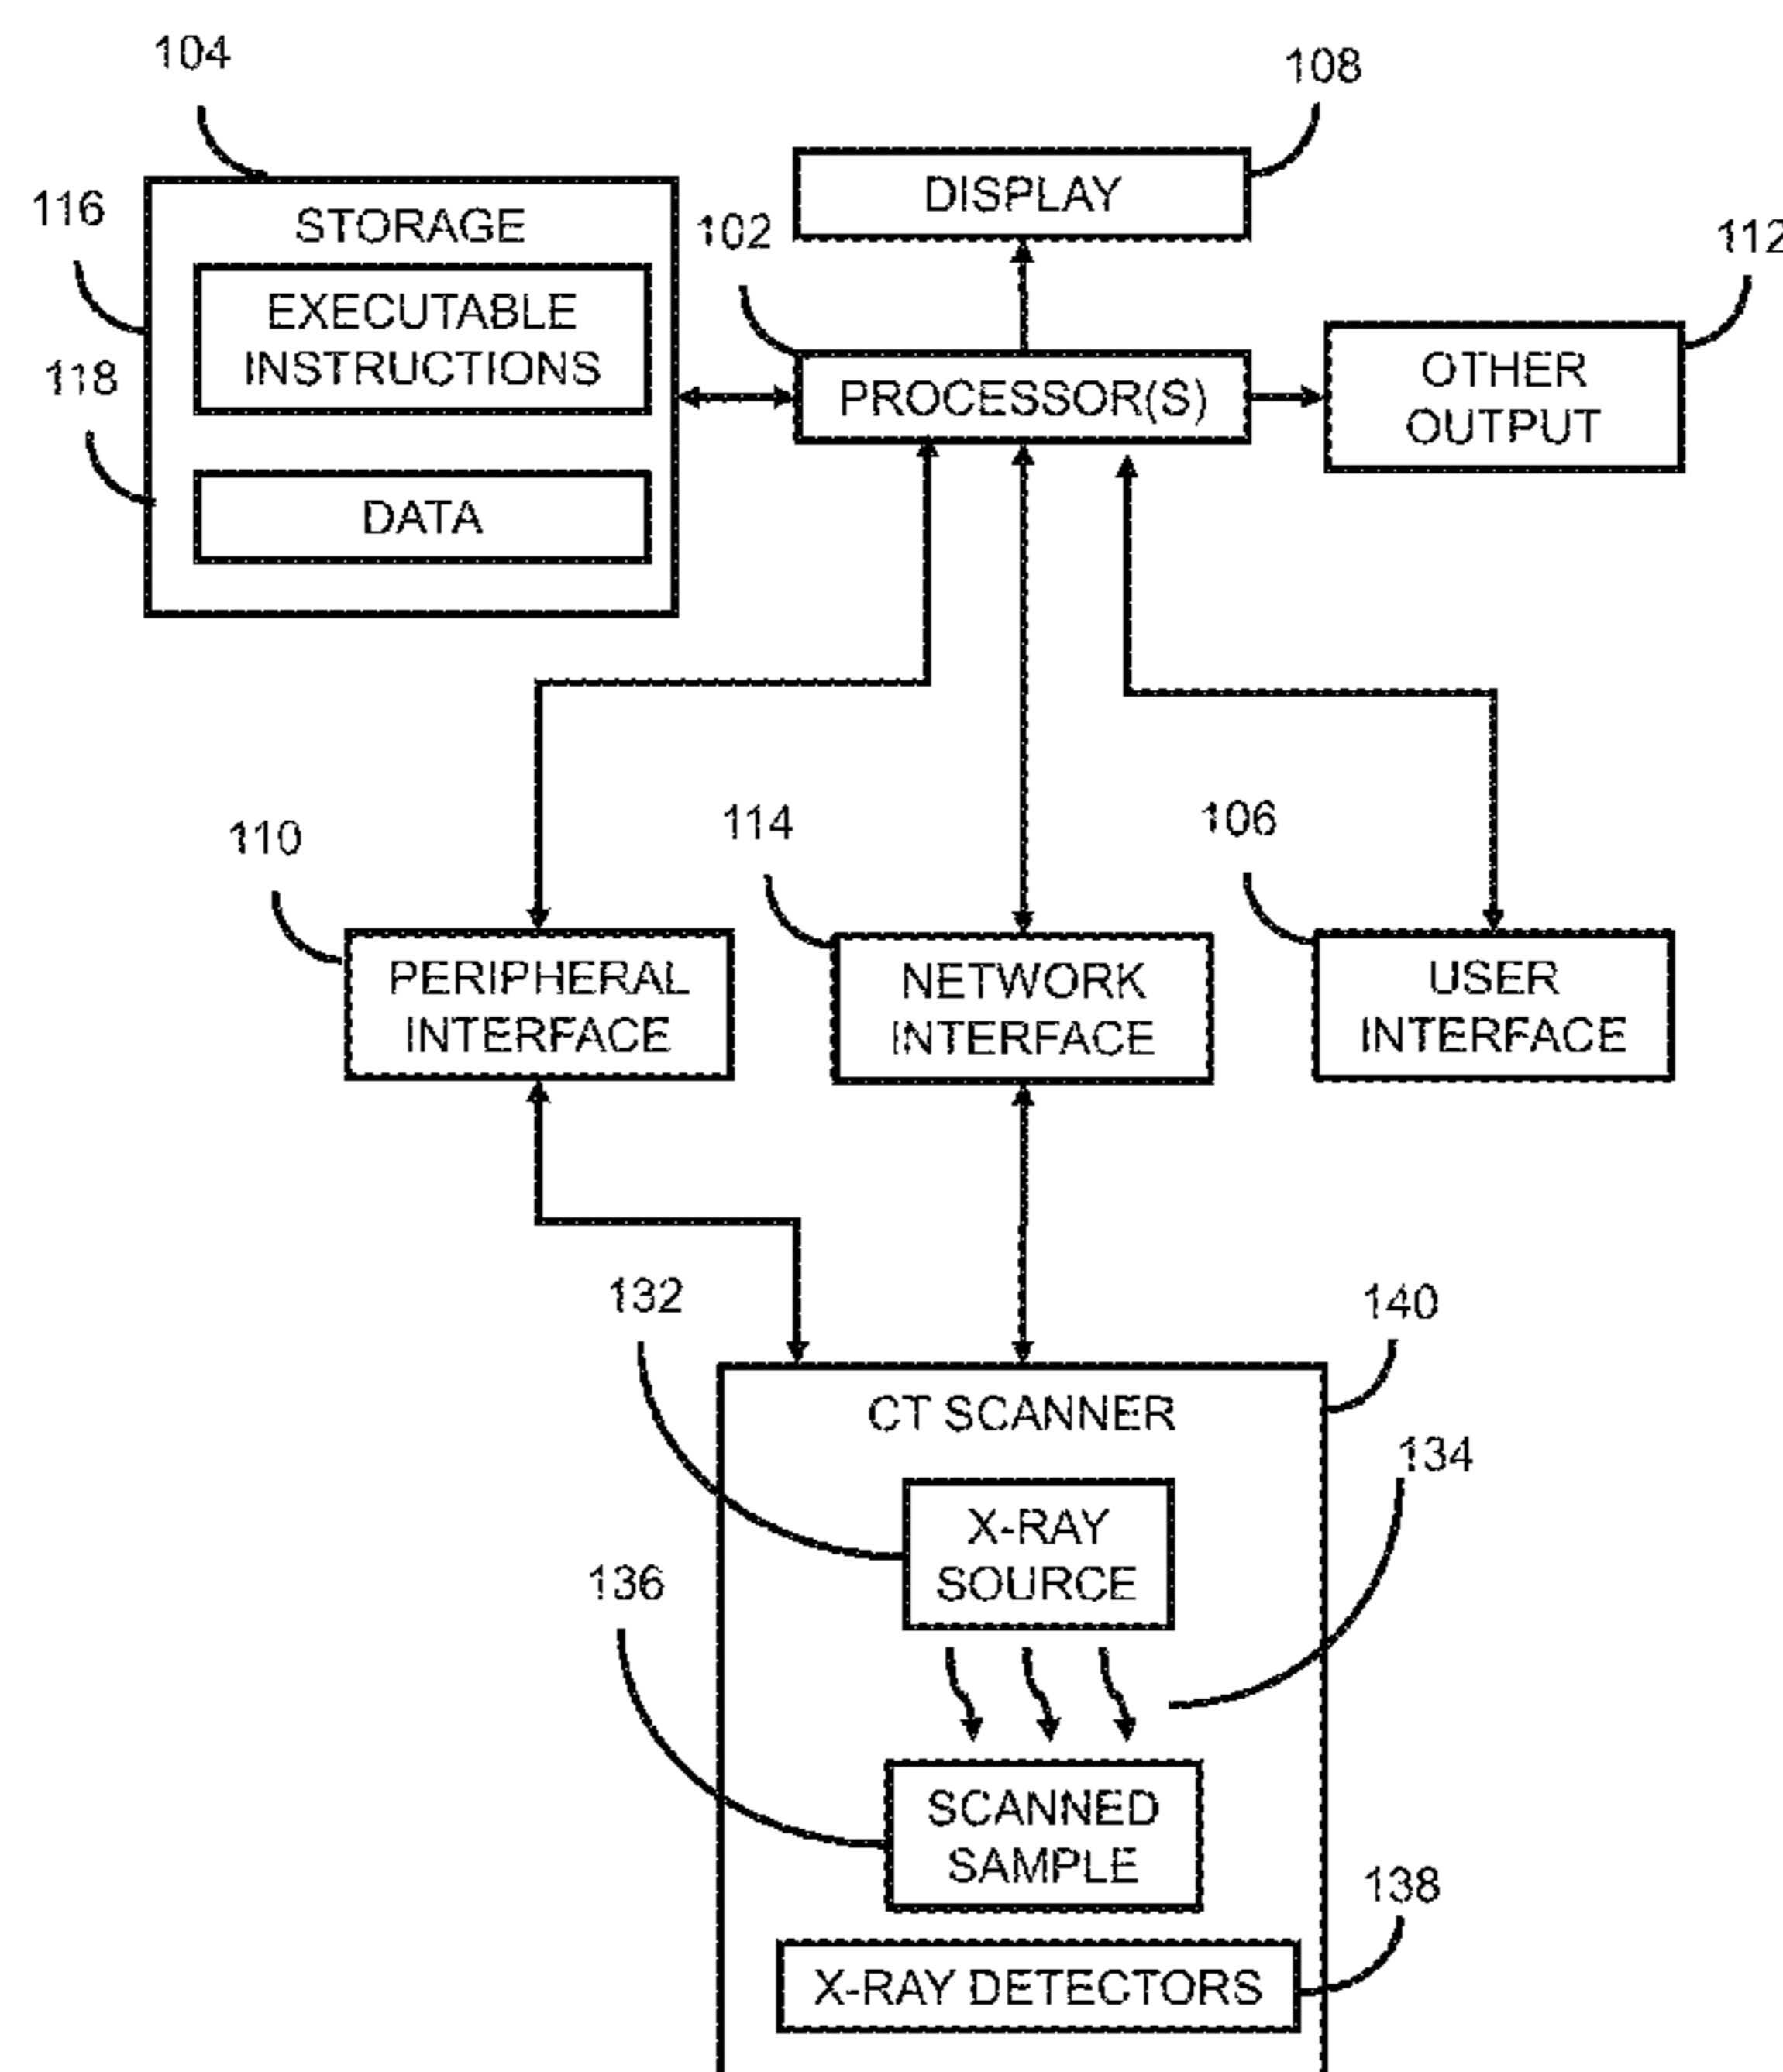 104
108
116
STORAGE
DISPLAY
102
112
EXECUTABLE
INSTRUCTIONS
118
PROCESSOR(S)
OTHER
OUTPUT
DATA
110
114
106
PERIPHERAL
INTERFACE
NETWORK
INTERFACE
USER
INTERFACE
132
140
CT SCANNER
134
X-RAY
SOURCE
136
SCANNED
SAMPLE
138
X-RAY DETECTORS